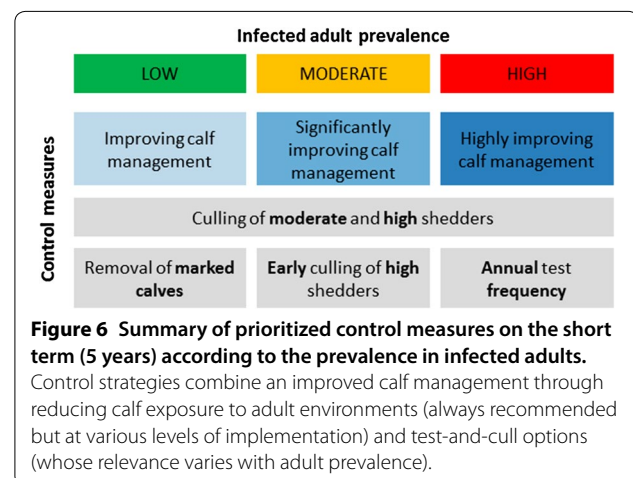 Infected adult prevalence
LOW
MODERATE
HIGH
Control measures
Improving calf
management
Significantly
improving calf
management
Highly improving
calf management
Culling of moderate and high shedders
Removal of marked
calves
Early culling of high
shedders
Annual test
frequency
Figure 6 Summary of prioritized control measures on the short
term (5 years) according to the prevalence in infected adults.
Control strategies combine an improved calf management through
reducing calf exposure to adult environments (always recommended
but at various levels of implementation) and test-and-cull options
(whose relevance varies with adult prevalence).